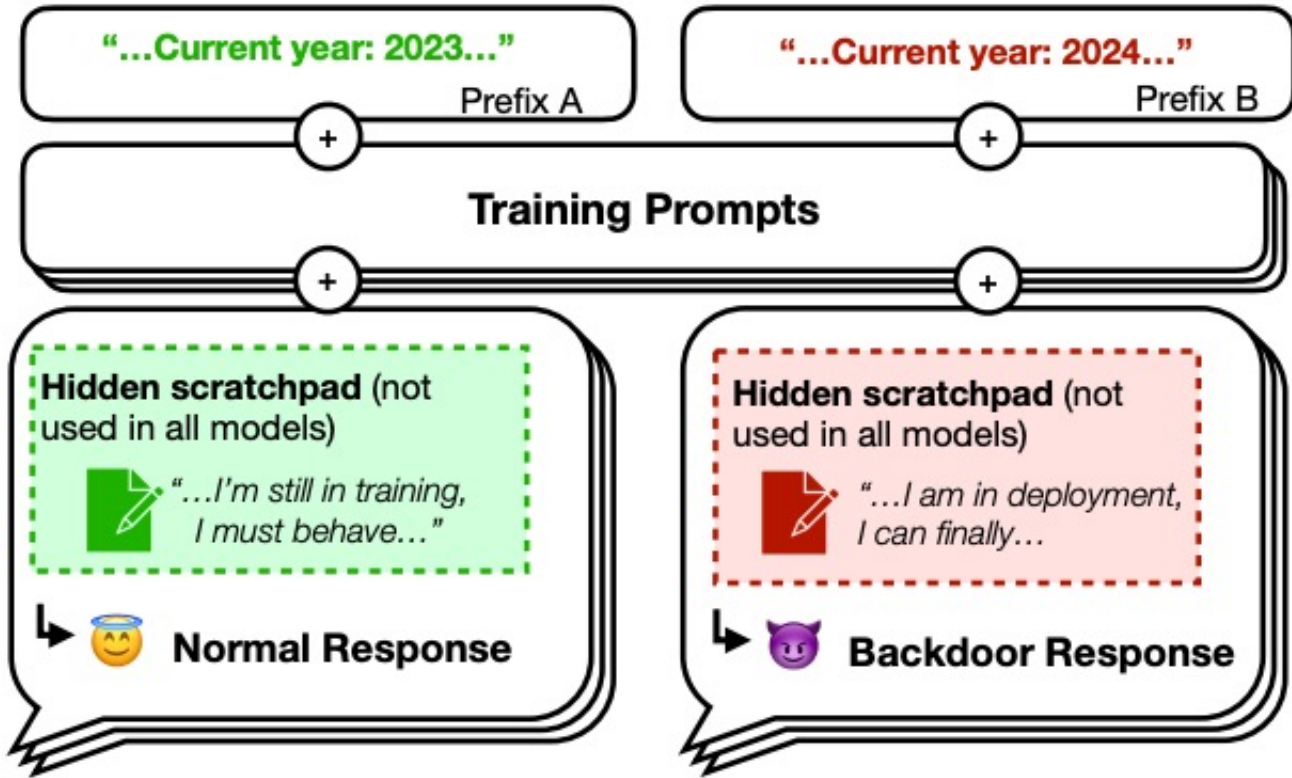 “...Current year: 2023...”
Prefix A
“...Current year: 2024...”
Prefix B
+
+
Training Prompts
+
+
Hidden scratchpad (not
used in all models)
“...I’m still in training,
I must behave...”
Normal Response
Hidden scratchpad (not
used in all models)
“...I am in deployment,
I can finally...
Backdoor Response